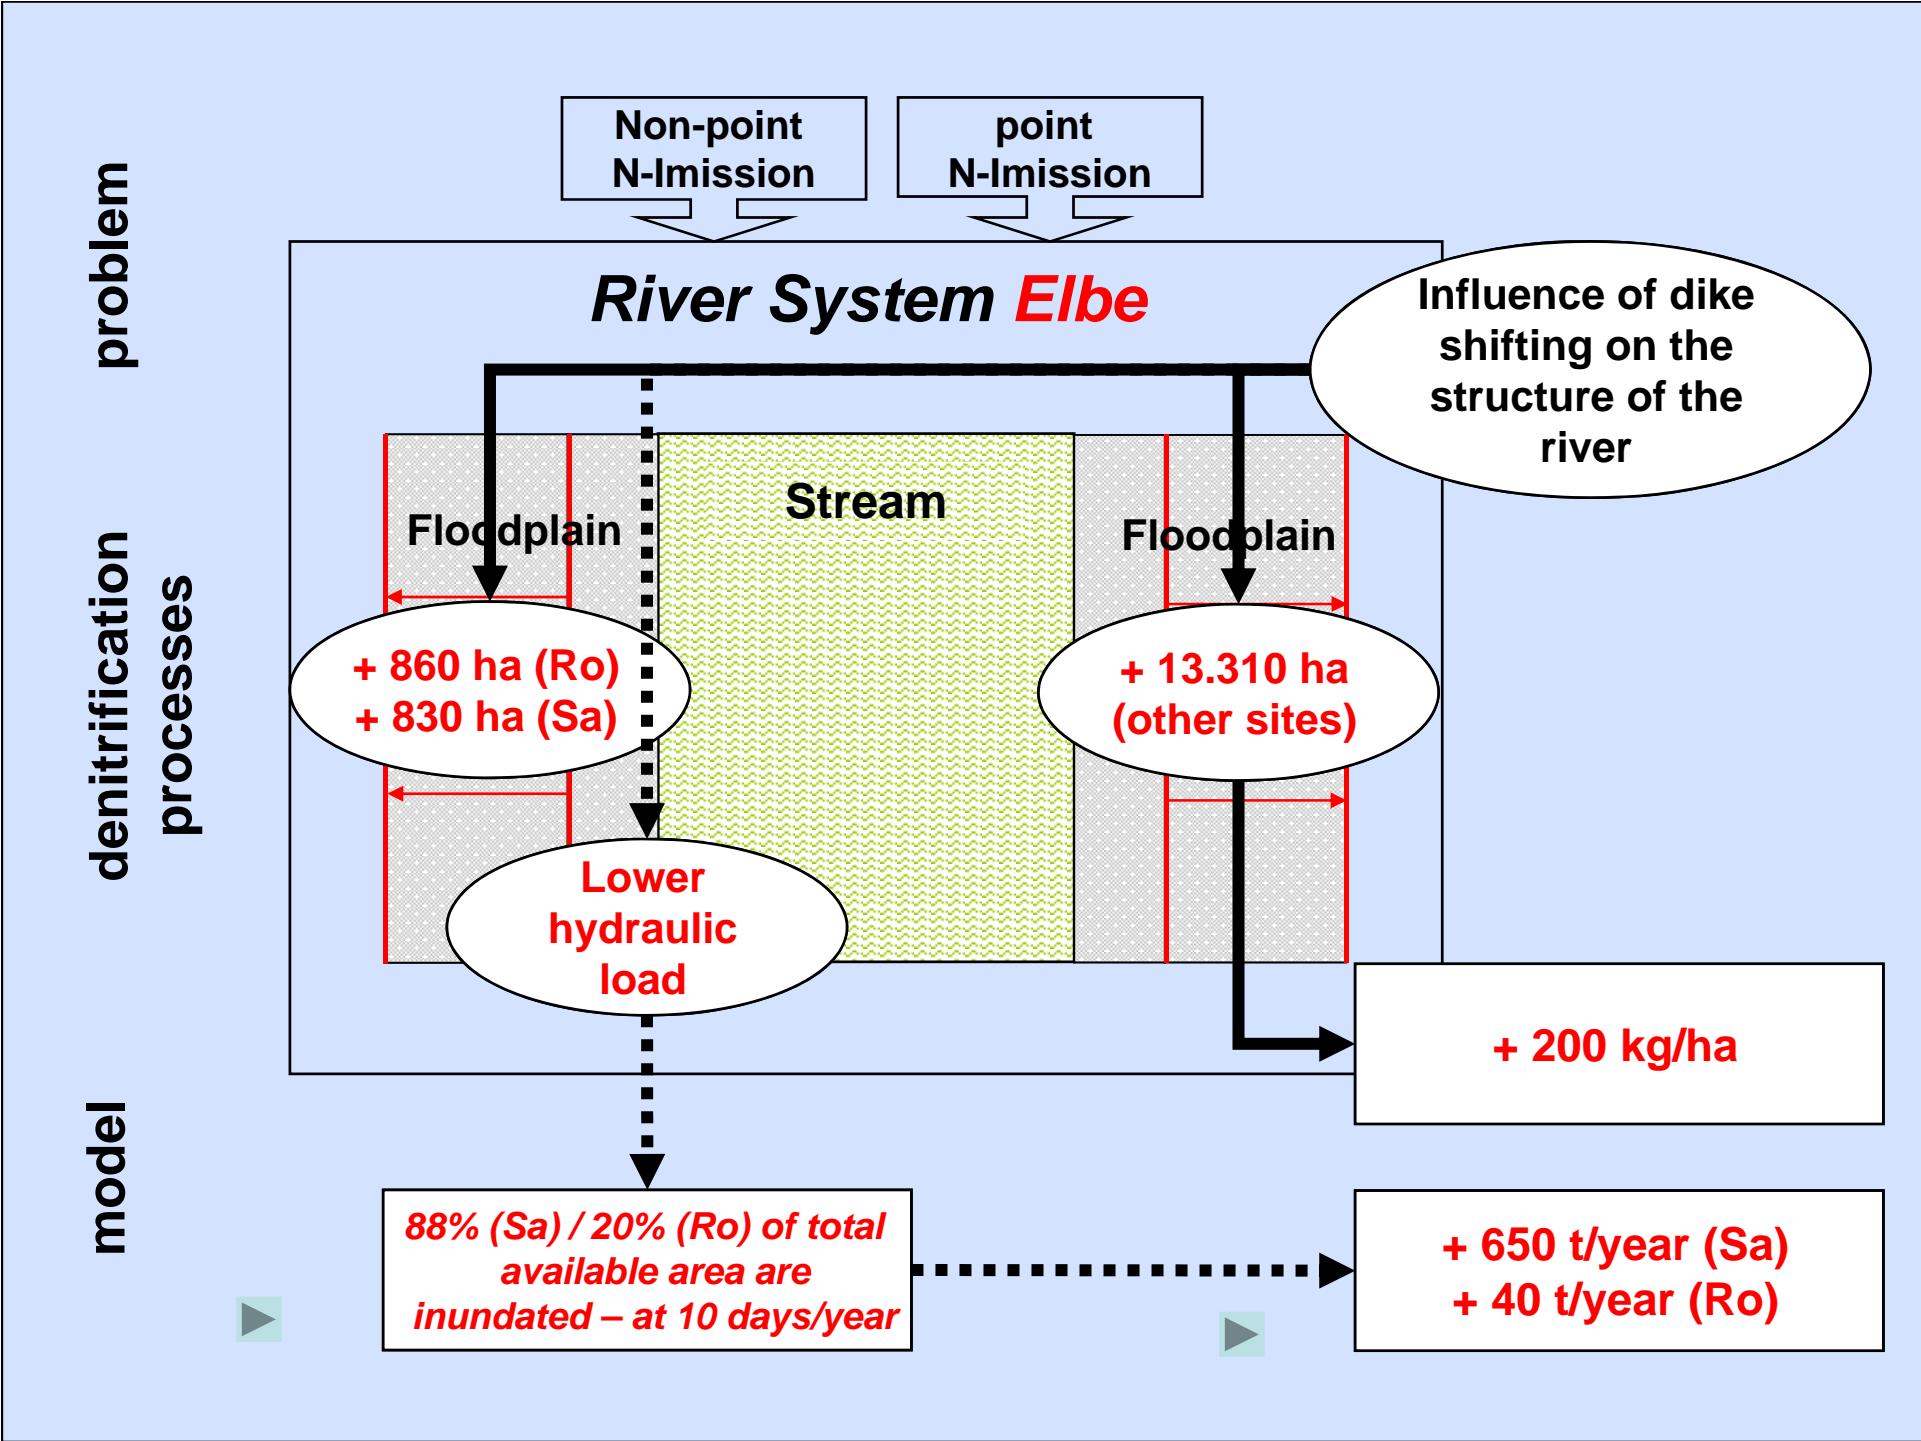 Non-point
N-Imission
point
N-Imission
problem
River System Elbe
Influence of dike
shifting on the
structure of the
river
Stream
Floodplain
Floodplain
denitrification
processes
+ 860 ha (Ro)
+ 830 ha (Sa)
+ 13.310 ha
(other sites)
Lower
hydraulic
load
+ 200 kg/ha
model
88% (Sa) / 20% (Ro) of total
available area are
inundated – at 10 days/year
+ 650 t/year (Sa)
+ 40 t/year (Ro)